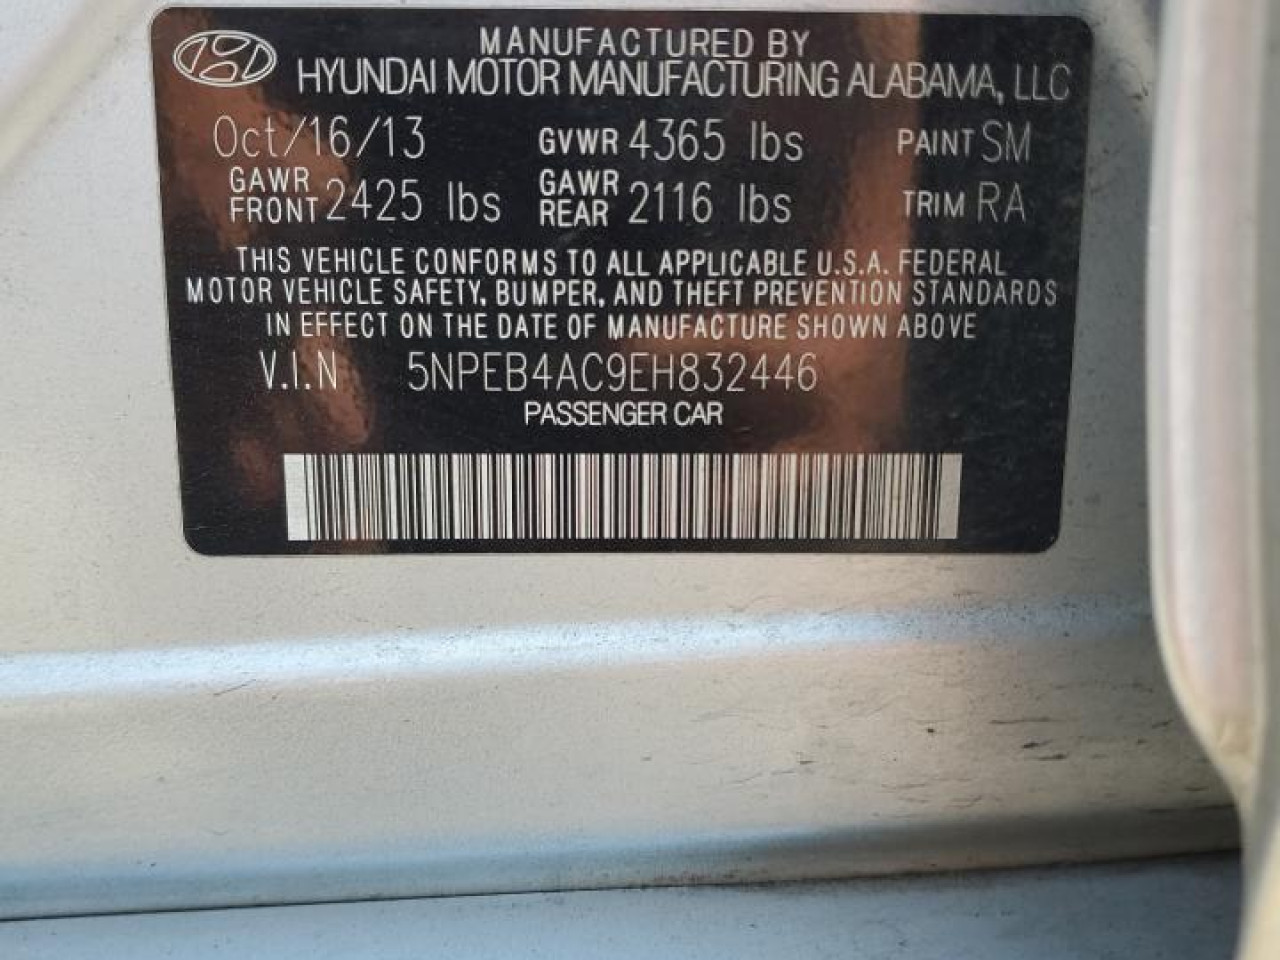 MANUFACTURED BY
HYUNDAI MOTOR MANUFACTURING ALABAMA, LLC
Oct/16/13 GVWR 4365 lbs PAINT SM
GAWR FRONT 2425 lbs GAWR REAR 2116 lbs TRIM RA
THIS VEHICLE CONFORMS TO ALL APPLICABLE U.S.A. FEDERAL
MOTOR VEHICLE SAFETY, BUMPER, AND THEFT PREVENTION STANDARDS
IN EFFECT ON THE DATE OF MANUFACTURE SHOWN ABOVE
V.I.N 5NPEB4AC9EH832446
PASSENGER CAR